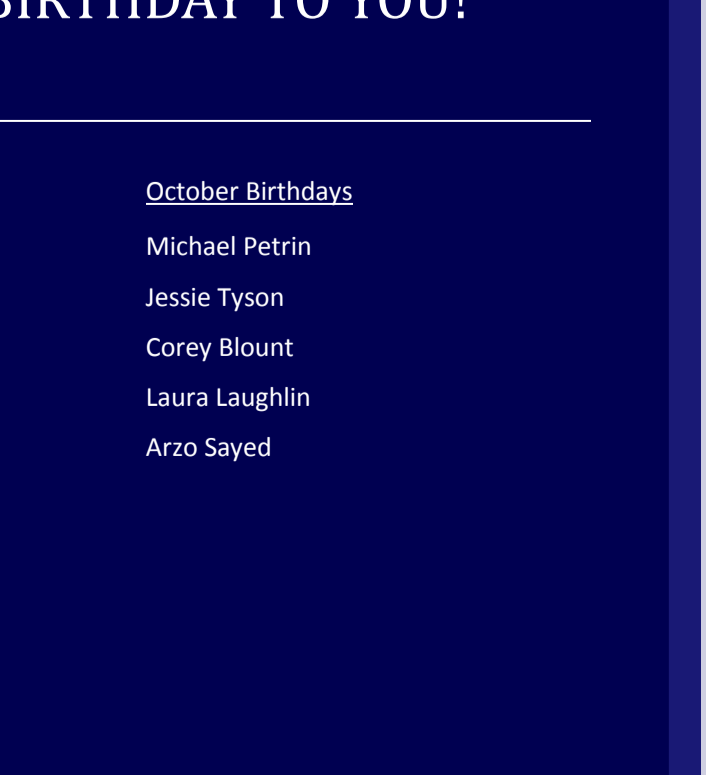 BIRTHDAY TO YOU!
October Birthdays
Michael Petrin
Jessie Tyson
Corey Blount
Laura Laughlin
Arzo Sayed